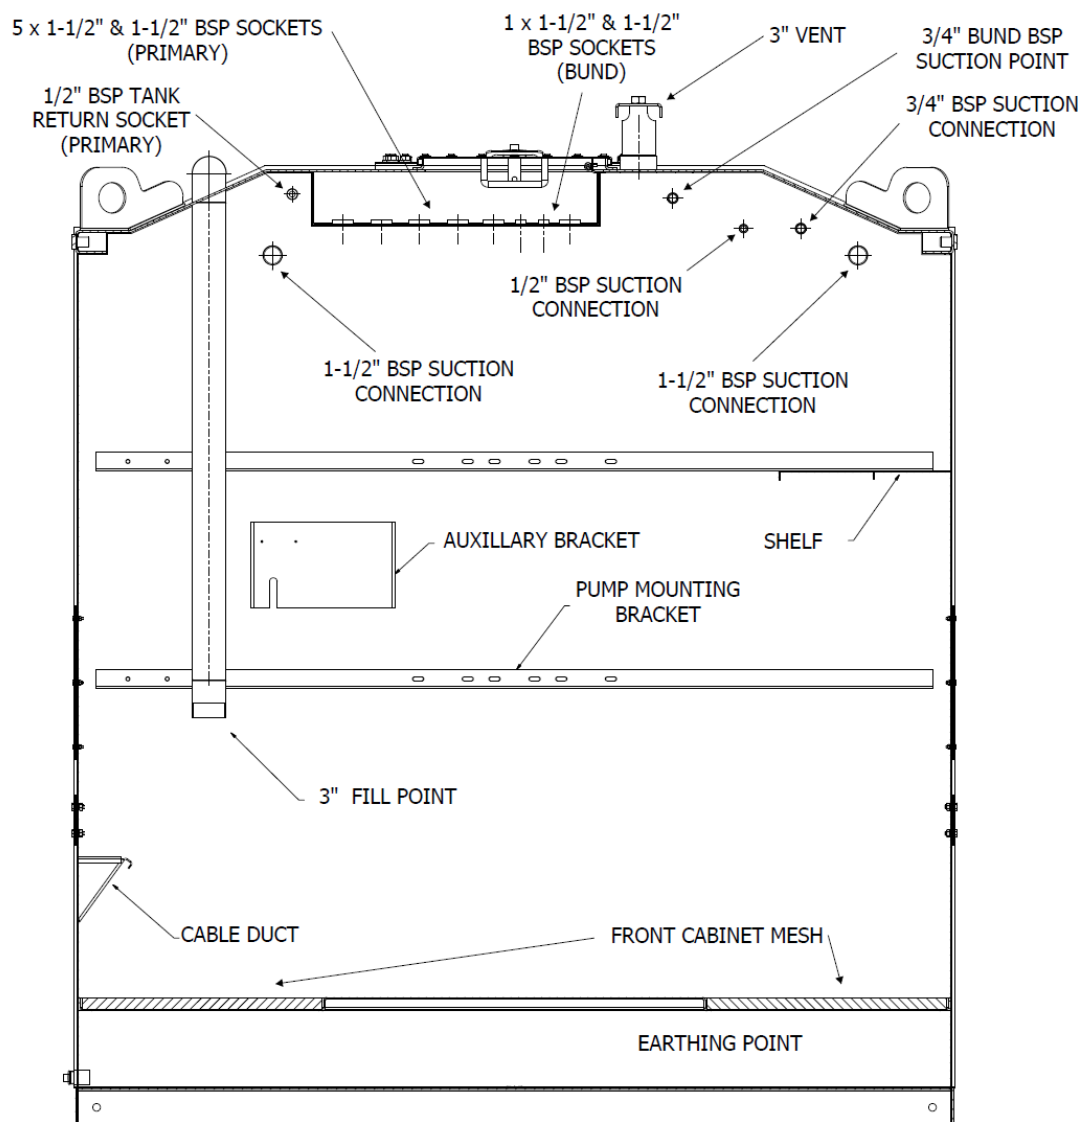 5 x 1-1/2" & 1-1/2" BSP SOCKETS
(PRIMARY)
1 x 1-1/2" & 1-1/2"
BSP SOCKETS
(BUND)
3" VENT
3/4" BUND BSP
SUCTION POINT
1/2" BSP TANK
RETURN SOCKET
(PRIMARY)
3/4" BSP SUCTION
CONNECTION
1/2" BSP SUCTION
CONNECTION
1-1/2" BSP SUCTION
CONNECTION
1-1/2" BSP SUCTION
CONNECTION
AUXILLARY BRACKET
SHELF
PUMP MOUNTING
BRACKET
3" FILL POINT
CABLE DUCT
FRONT CABINET MESH
EARTHING POINT